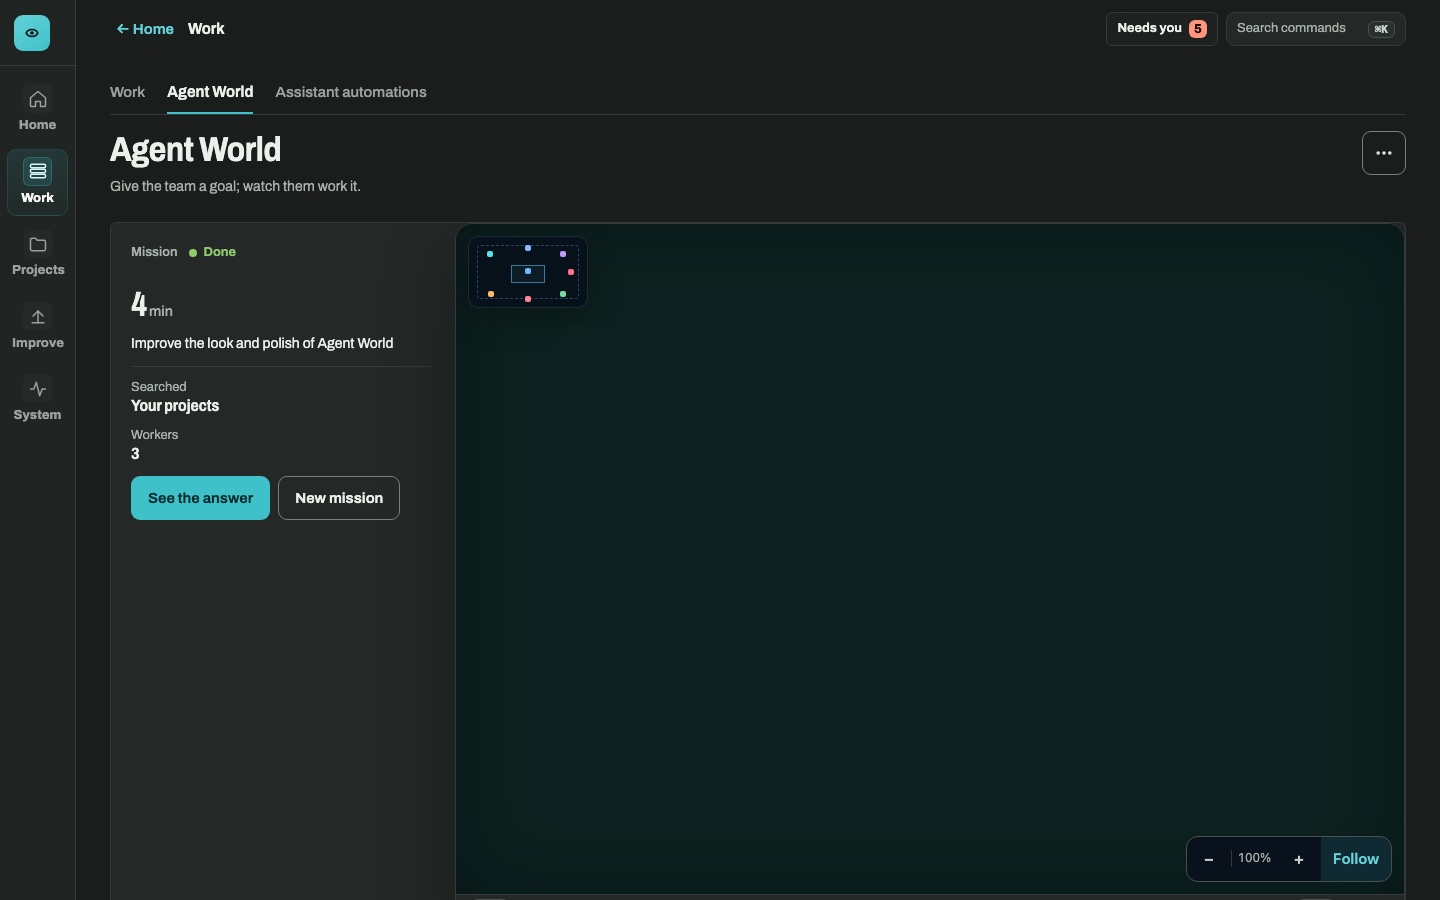 ← Home Work
Needs you 5
Search commands ⌘K
Home
Work
Projects
Improve
System
Work Agent World Assistant automations
Agent World
Give the team a goal; watch them work it.
Mission Done
4 min
Improve the look and polish of Agent World
Searched
Your projects
Workers
3
See the answer New mission
− 100% + Follow